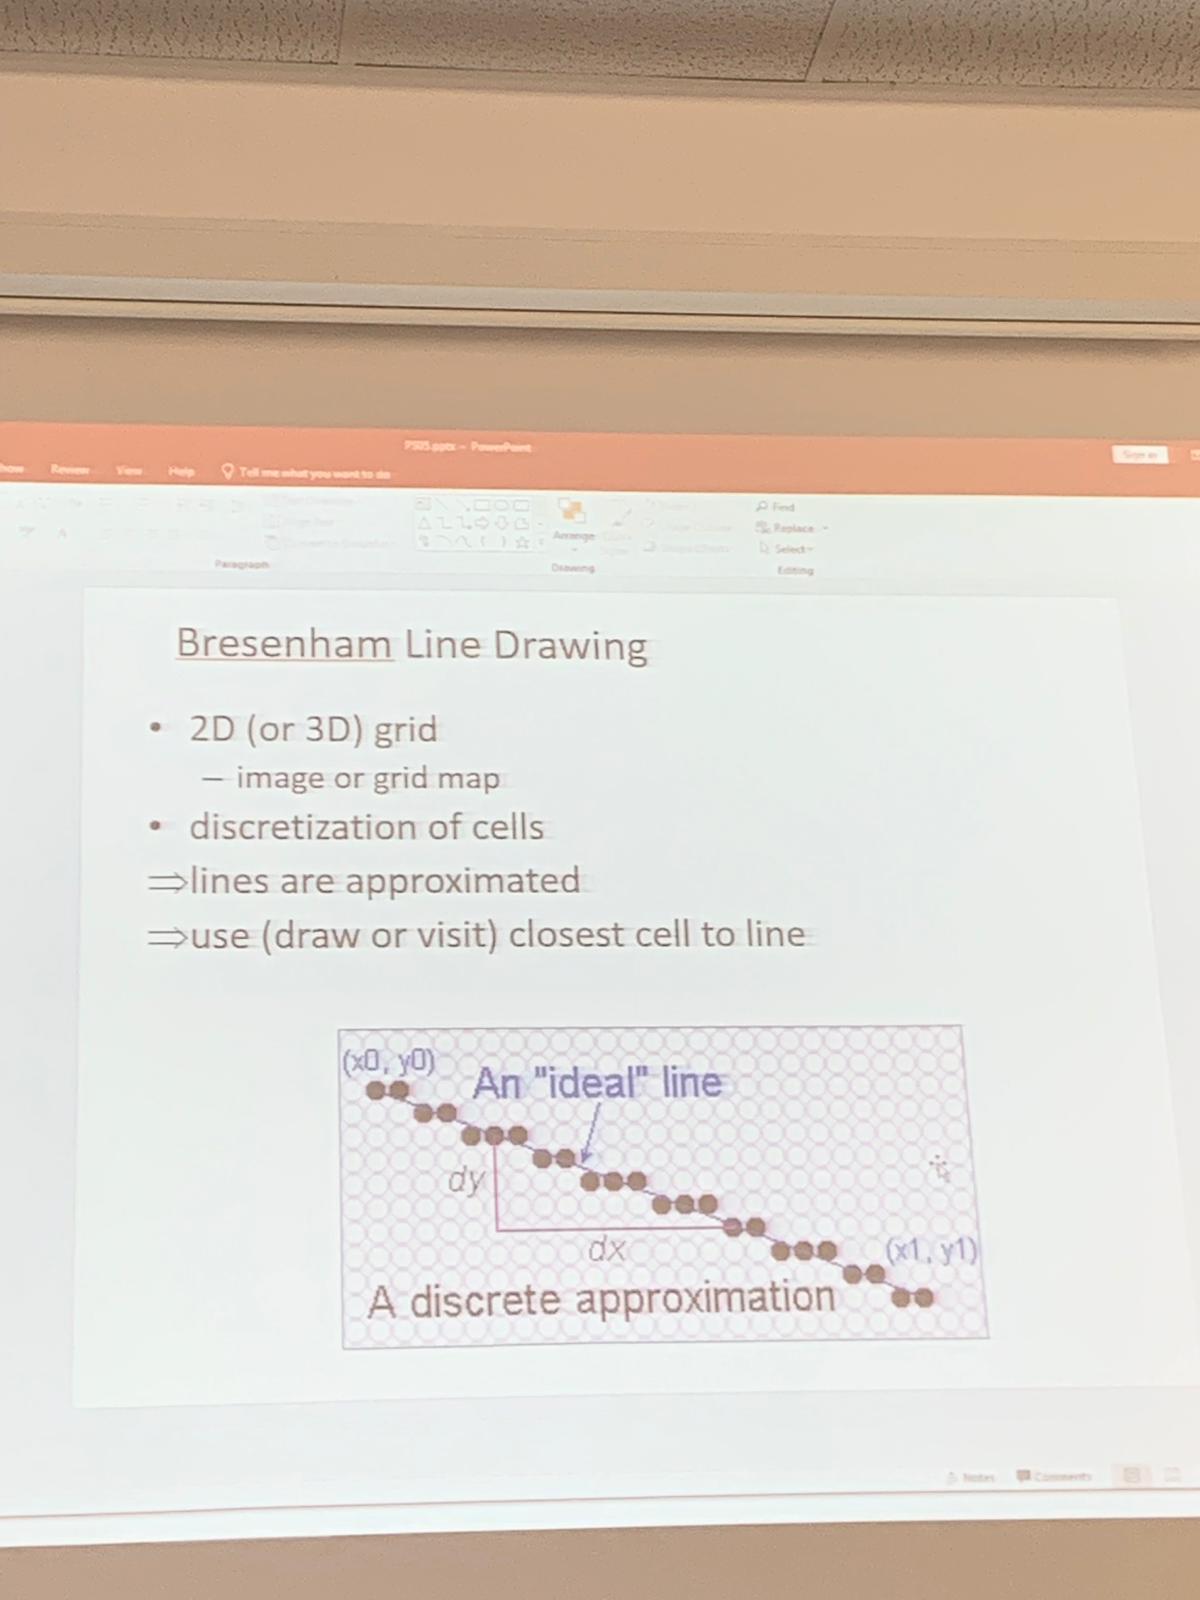 PS05.pptx - PowerPoint
Sign in
Review View Help Tell me what you want to do
Find
Arrange
Replace
Select
Paragraph
Drawing
Editing
Bresenham Line Drawing
• 2D (or 3D) grid
– image or grid map
• discretization of cells
⇒lines are approximated
⇒use (draw or visit) closest cell to line
(x0, y0)
An "ideal" line
dy
dx
(x1, y1)
A discrete approximation
Notes Comments